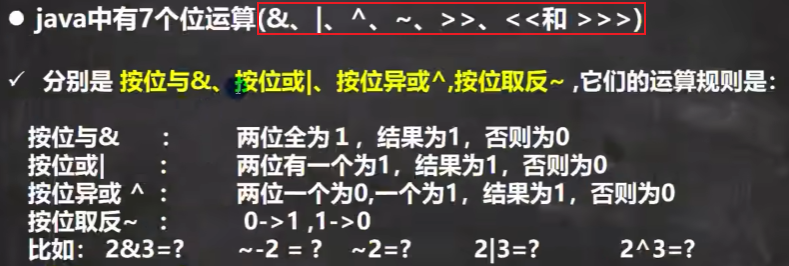 ● java中有7个位运算(&、|、^、~、>>、<<和 >>>)
✓ 分别是 按位与&、按位或|、按位异或^,按位取反~ ,它们的运算规则是：
按位与& ： 两位全为１，结果为1，否则为0
按位或| ： 两位有一个为1，结果为1，否则为0
按位异或 ^ ： 两位一个为0,一个为1，结果为1，否则为0
按位取反~ ： 0->1 ,1->0
比如： 2&3=? ~-2 = ? ~2=? 2|3=? 2^3=?